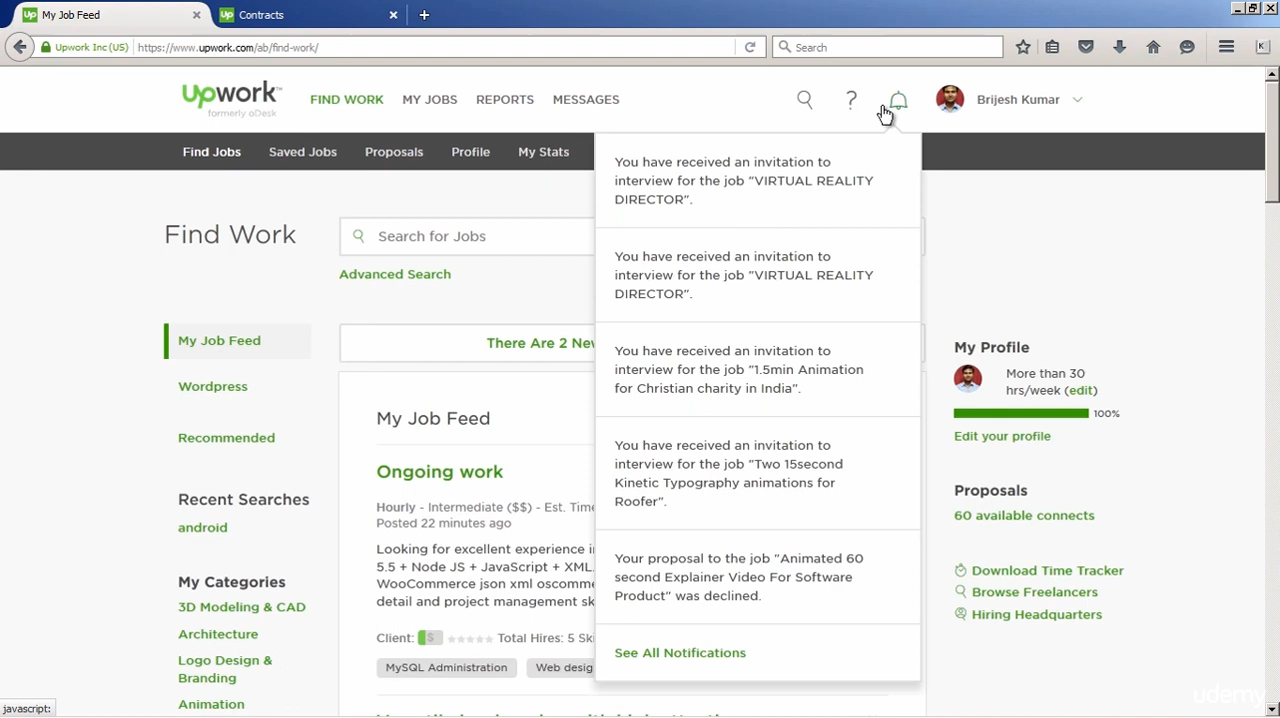 My Job Feed
Contracts
Upwork Inc (US)
https://www.upwork.com/ab/find-work/
Search
upwork
formerly oDesk
FIND WORK
MY JOBS
REPORTS
MESSAGES
?
Brijesh Kumar
Find Jobs
Saved Jobs
Proposals
Profile
My Stats
You have received an invitation to
interview for the job "VIRTUAL REALITY
DIRECTOR".
You have received an invitation to
interview for the job "VIRTUAL REALITY
DIRECTOR".
You have received an invitation to
interview for the job "1.5min Animation
for Christian charity in India".
You have received an invitation to
interview for the job "Two 15second
Kinetic Typography animations for
Roofer".
Your proposal to the job "Animated 60
second Explainer Video For Software
Product" was declined.
See All Notifications
Find Work
Search for Jobs
Advanced Search
My Job Feed
Wordpress
Recommended
Recent Searches
android
My Categories
3D Modeling & CAD
Architecture
Logo Design &
Branding
Animation
There Are 2 New
My Job Feed
Ongoing work
Hourly - Intermediate ($$) - Est. Time
Posted 22 minutes ago
Looking for excellent experience in
5.5 + Node JS + JavaScript + XML
WooCommerce json xml oscomme
detail and project management sk
Client: $ Total Hires: 5 Ski
MySQL Administration
Web desig
My Profile
More than 30
hrs/week (edit)
100%
Edit your profile
Proposals
60 available connects
Download Time Tracker
Browse Freelancers
Hiring Headquarters
javascript:
udemy